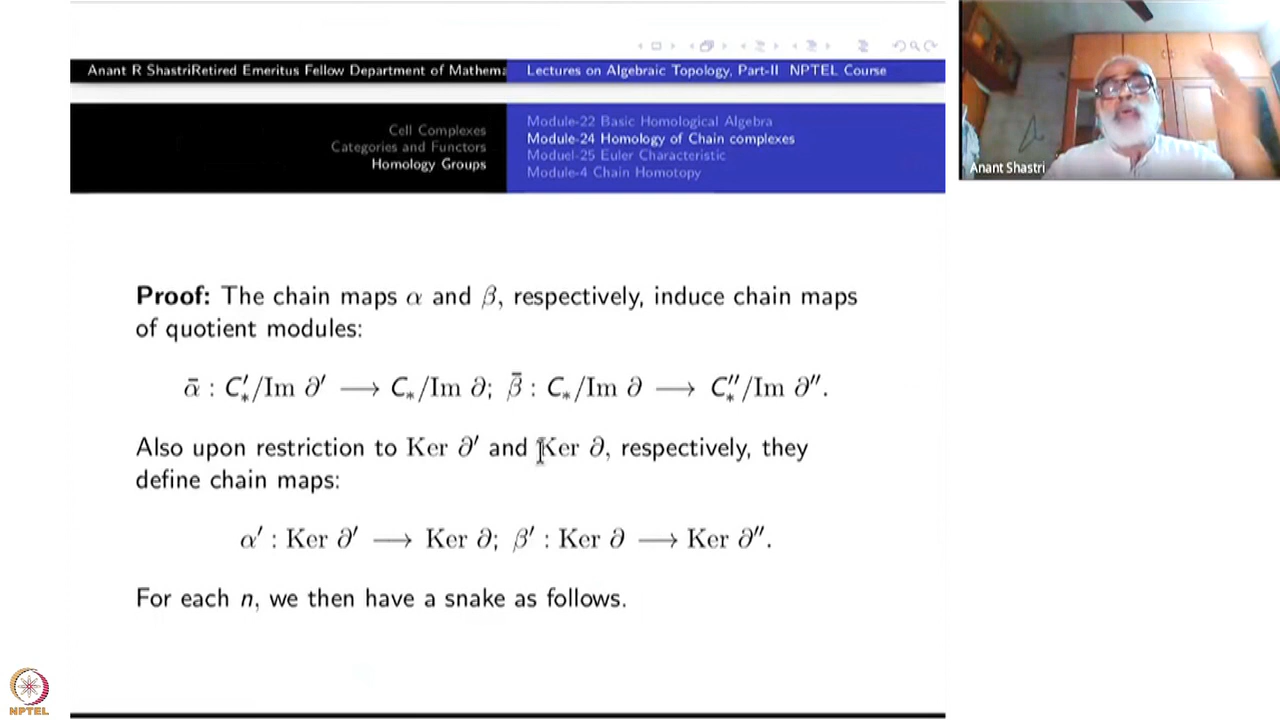 Anant R ShastriRetired Emeritus Fellow Department of Mathema
Lectures on Algebraic Topology, Part-II NPTEL Course
Cell Complexes
Categories and Functors
Homology Groups
Module-22 Basic Homological Algebra
Module-24 Homology of Chain complexes
Moduel-25 Euler Characteristic
Module-4 Chain Homotopy
Anant Shastri
Proof: The chain maps α and β, respectively, induce chain maps
of quotient modules:
ᾱ : C′₊/Im ∂′ ⟶ C₊/Im ∂; β̄ : C₊/Im ∂ ⟶ C″₊/Im ∂″.
Also upon restriction to Ker ∂′ and Ker ∂, respectively, they
define chain maps:
α′ : Ker ∂′ ⟶ Ker ∂; β′ : Ker ∂ ⟶ Ker ∂″.
For each n, we then have a snake as follows.
NPTEL